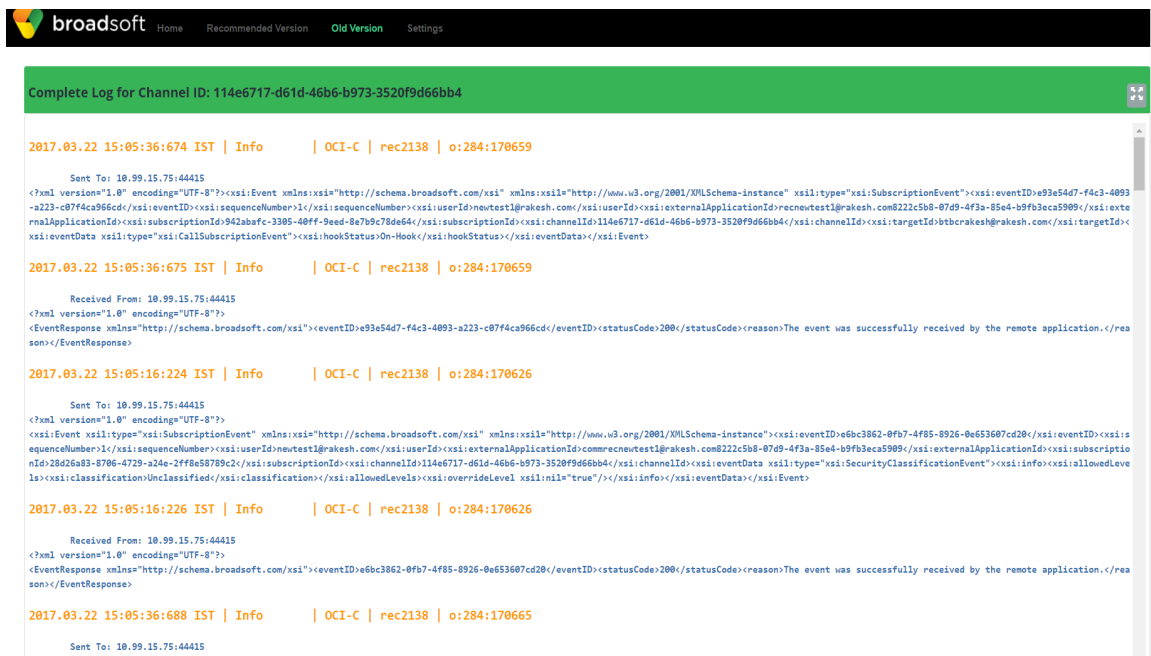 broadsoft Home Recommended Version Old Version Settings
Complete Log for Channel ID: 114e6717-d61d-46b6-b973-3520f9d66bb4
2017.03.22 15:05:36:674 IST | Info | OCI-C | rec2138 | o:284:170659
Sent To: 10.99.15.75:44415
<?xml version="1.0" encoding="UTF-8"?><xsi:Event xmlns:xsi="http://schema.broadsoft.com/xsi" xmlns:xsi1="http://www.w3.org/2001/XMLSchema-instance" xsi1:type="xsi:SubscriptionEvent"><xsi:eventID>e93e54d7-f4c3-4093
-a223-c07f4ca966cd</xsi:eventID><xsi:sequenceNumber>1</xsi:sequenceNumber><xsi:userId>newtest1@rakesh.com</xsi:userId><xsi:externalApplicationId>recnewtest1@rakesh.com8222c5b8-07d9-4f3a-85e4-b9fb3eca5909</xsi:exte
rnalApplicationId><xsi:subscriptionId>942abafc-3305-40ff-9eed-8e7b9c78de64</xsi:subscriptionId><xsi:channelId>114e6717-d61d-46b6-b973-3520f9d66bb4</xsi:channelId><xsi:targetId>btbcrakesh@rakesh.com</xsi:targetId><
xsi:eventData xsi1:type="xsi:CallSubscriptionEvent"><xsi:hookStatus>On-Hook</xsi:hookStatus></xsi:eventData></xsi:Event>
2017.03.22 15:05:36:675 IST | Info | OCI-C | rec2138 | o:284:170659
Received From: 10.99.15.75:44415
<?xml version="1.0" encoding="UTF-8"?>
<EventResponse xmlns="http://schema.broadsoft.com/xsi"><eventID>e93e54d7-f4c3-4093-a223-c07f4ca966cd</eventID><statusCode>200</statusCode><reason>The event was successfully received by the remote application.</rea
son></EventResponse>
2017.03.22 15:05:16:224 IST | Info | OCI-C | rec2138 | o:284:170626
Sent To: 10.99.15.75:44415
<?xml version="1.0" encoding="UTF-8"?>
<xsi:Event xsi1:type="xsi:SubscriptionEvent" xmlns:xsi="http://schema.broadsoft.com/xsi" xmlns:xsi1="http://www.w3.org/2001/XMLSchema-instance"><xsi:eventID>e6bc3862-0fb7-4f85-8926-0e653607cd20</xsi:eventID><xsi:s
equenceNumber>1</xsi:sequenceNumber><xsi:userId>newtest1@rakesh.com</xsi:userId><xsi:externalApplicationId>commrecnewtest1@rakesh.com8222c5b8-07d9-4f3a-85e4-b9fb3eca5909</xsi:externalApplicationId><xsi:subscriptio
nId>28d26a83-8706-4729-a24e-2ff8e58789c2</xsi:subscriptionId><xsi:channelId>114e6717-d61d-46b6-b973-3520f9d66bb4</xsi:channelId><xsi:eventData xsi1:type="xsi:SecurityClassificationEvent"><xsi:info><xsi:allowedLeve
ls><xsi:classification>Unclassified</xsi:classification></xsi:allowedLevels><xsi:overrideLevel xsi1:nil="true"/></xsi:info></xsi:eventData></xsi:Event>
2017.03.22 15:05:16:226 IST | Info | OCI-C | rec2138 | o:284:170626
Received From: 10.99.15.75:44415
<?xml version="1.0" encoding="UTF-8"?>
<EventResponse xmlns="http://schema.broadsoft.com/xsi"><eventID>e6bc3862-0fb7-4f85-8926-0e653607cd20</eventID><statusCode>200</statusCode><reason>The event was successfully received by the remote application.</rea
son></EventResponse>
2017.03.22 15:05:36:688 IST | Info | OCI-C | rec2138 | o:284:170665
Sent To: 10.99.15.75:44415